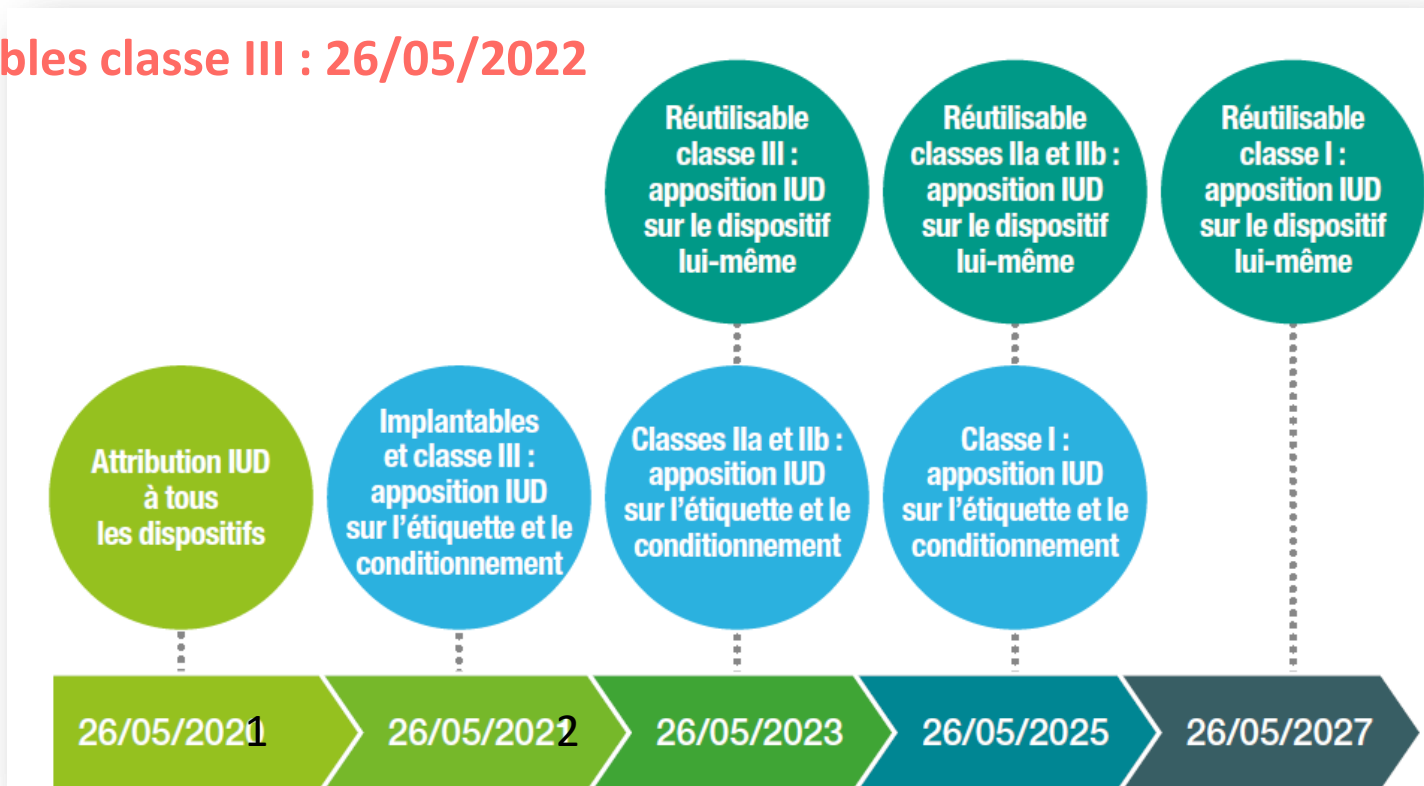 bles classe III : 26/05/2022
Réutilisable
classe III :
apposition IUD
sur le dispositif
lui-même
Réutilisable
classes IIa et IIb :
apposition IUD
sur le dispositif
lui-même
Réutilisable
classe I :
apposition IUD
sur le dispositif
lui-même
Attribution IUD
à tous
les dispositifs
Implantables
et classe III :
apposition IUD
sur l'étiquette et le
conditionnement
Classes IIa et IIb :
apposition IUD
sur l'étiquette et le
conditionnement
Classe I :
apposition IUD
sur l'étiquette et le
conditionnement
26/05/2021
26/05/2022
26/05/2023
26/05/2025
26/05/2027